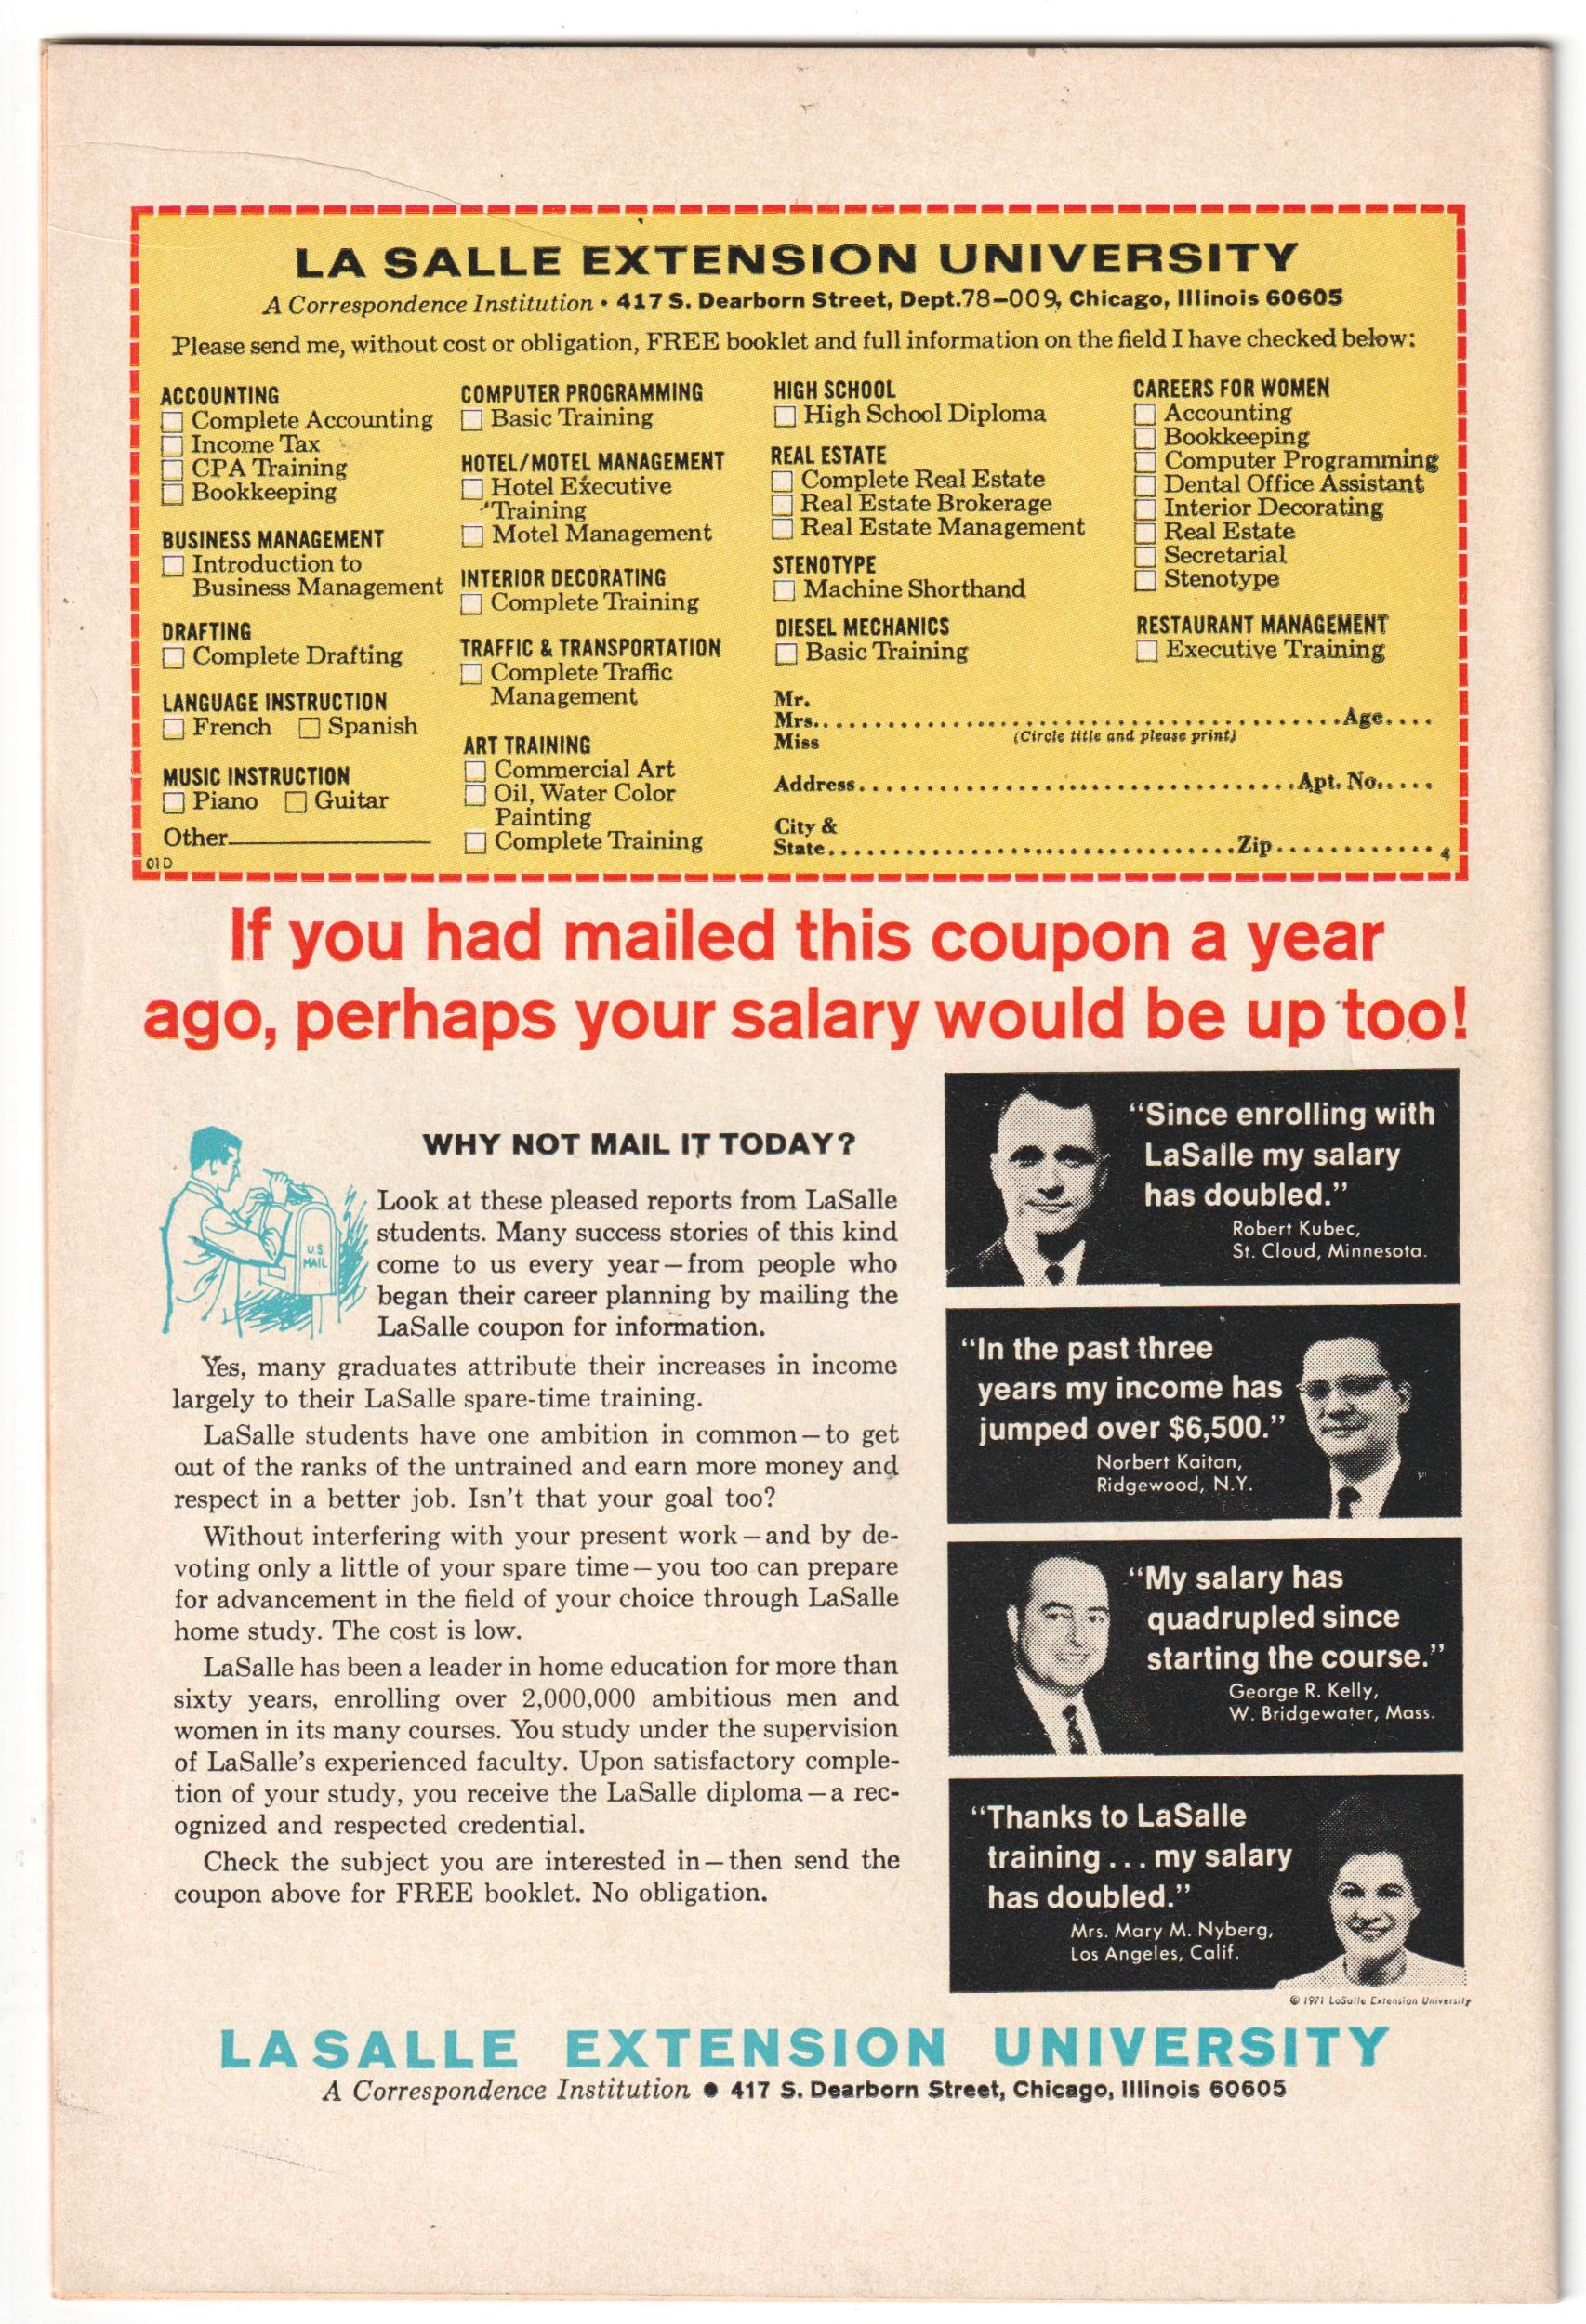 LA SALLE EXTENSION UNIVERSITY
A Correspondence Institution • 417 S. Dearborn Street, Dept.78-009, Chicago, Illinois 60605
Please send me, without cost or obligation, FREE booklet and full information on the field I have checked below:
ACCOUNTING
Complete Accounting
Income Tax
CPA Training
Bookkeeping
BUSINESS MANAGEMENT
Introduction to
Business Management
DRAFTING
Complete Drafting
LANGUAGE INSTRUCTION
French Spanish
MUSIC INSTRUCTION
Piano Guitar
Other
01D
COMPUTER PROGRAMMING
Basic Training
HOTEL/MOTEL MANAGEMENT
Hotel Executive
Training
Motel Management
INTERIOR DECORATING
Complete Training
TRAFFIC & TRANSPORTATION
Complete Traffic
Management
ART TRAINING
Commercial Art
Oil, Water Color
Painting
Complete Training
HIGH SCHOOL
High School Diploma
REAL ESTATE
Complete Real Estate
Real Estate Brokerage
Real Estate Management
STENOTYPE
Machine Shorthand
DIESEL MECHANICS
Basic Training
CAREERS FOR WOMEN
Accounting
Bookkeeping
Computer Programming
Dental Office Assistant
Interior Decorating
Real Estate
Secretarial
Stenotype
RESTAURANT MANAGEMENT
Executive Training
Mr.
Mrs. Age
Miss (Circle title and please print)
Address Apt. No.
City &
State Zip 4
If you had mailed this coupon a year
ago, perhaps your salary would be up too!
WHY NOT MAIL IT TODAY?
U.S.
MAIL
Look at these pleased reports from LaSalle
students. Many success stories of this kind
come to us every year—from people who
began their career planning by mailing the
LaSalle coupon for information.
Yes, many graduates attribute their increases in income
largely to their LaSalle spare-time training.
LaSalle students have one ambition in common—to get
out of the ranks of the untrained and earn more money and
respect in a better job. Isn't that your goal too?
Without interfering with your present work—and by de-
voting only a little of your spare time—you too can prepare
for advancement in the field of your choice through LaSalle
home study. The cost is low.
LaSalle has been a leader in home education for more than
sixty years, enrolling over 2,000,000 ambitious men and
women in its many courses. You study under the supervision
of LaSalle's experienced faculty. Upon satisfactory comple-
tion of your study, you receive the LaSalle diploma—a rec-
ognized and respected credential.
Check the subject you are interested in—then send the
coupon above for FREE booklet. No obligation.
“Since enrolling with
LaSalle my salary
has doubled.”
Robert Kubec,
St. Cloud, Minnesota.
“In the past three
years my income has
jumped over $6,500.”
Norbert Kaitan,
Ridgewood, N.Y.
“My salary has
quadrupled since
starting the course.”
George R. Kelly,
W. Bridgewater, Mass.
“Thanks to LaSalle
training ... my salary
has doubled.”
Mrs. Mary M. Nyberg,
Los Angeles, Calif.
© 1971 LaSalle Extension University
LA SALLE EXTENSION UNIVERSITY
A Correspondence Institution • 417 S. Dearborn Street, Chicago, Illinois 60605